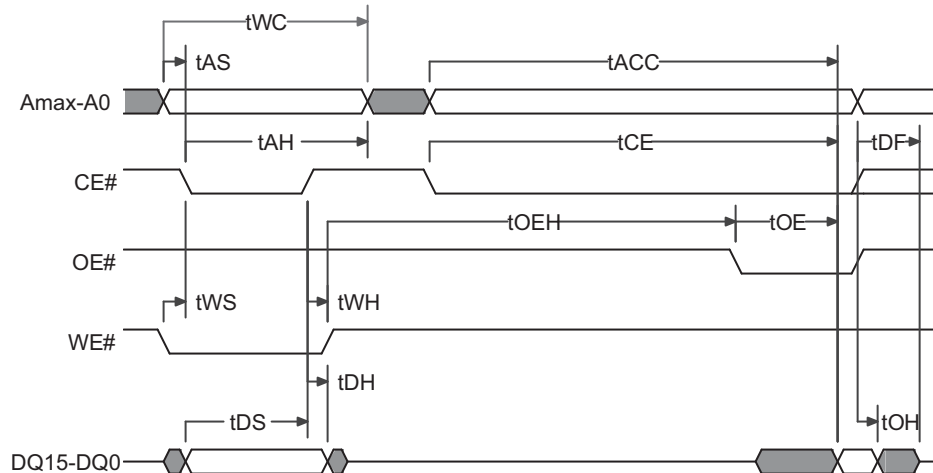 tWC
tAS
tACC
Amax-A0
tAH
tCE
tDF
CE#
tOEH
tOE
OE#
tWS
tWH
WE#
tDH
tDS
tOH
DQ15-DQ0